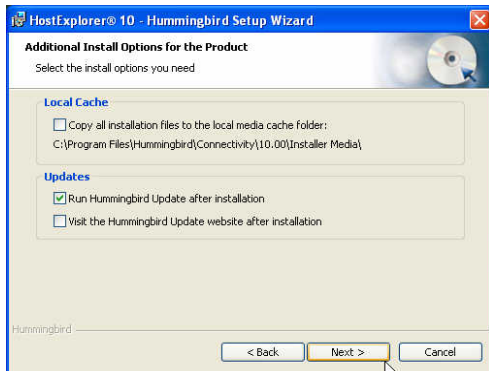 HostExplorer® 10 - Hummingbird Setup Wizard
Additional Install Options for the Product
Select the install options you need
Local Cache
Copy all installation files to the local media cache folder:
C:\Program Files\Hummingbird\Connectivity\10.00\Installer Media\
Updates
Run Hummingbird Update after installation
Visit the Hummingbird Update website after installation
Hummingbird
< Back Next > Cancel